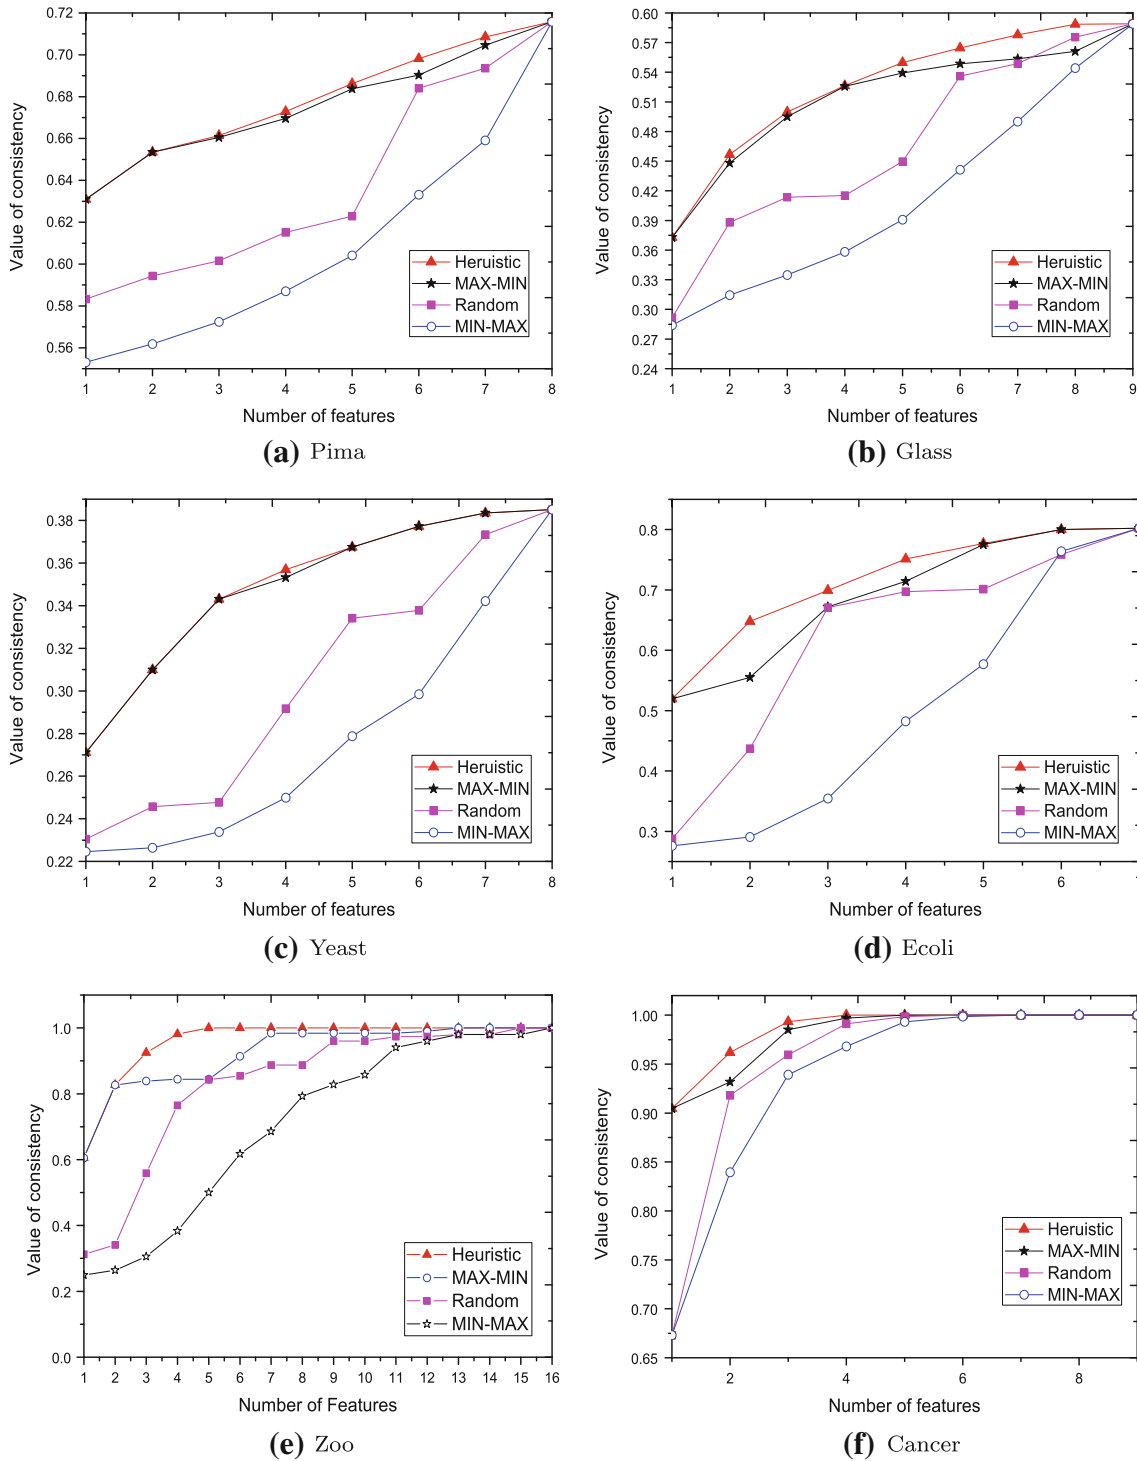 0.72
0.70
0.68
0.66
0.64
0.62
0.60
0.58
0.56
Value of consistency
Heruistic
MAX-MIN
Random
MIN-MAX
1 2 3 4 5 6 7 8
Number of features
(a) Pima
0.60
0.57
0.54
0.51
0.48
0.45
0.42
0.39
0.36
0.33
0.30
0.27
0.24
Value of consistency
Heruistic
MAX-MIN
Random
MIN-MAX
1 2 3 4 5 6 7 8 9
Number of features
(b) Glass
0.38
0.36
0.34
0.32
0.30
0.28
0.26
0.24
0.22
Value of consistency
Heruistic
MAX-MIN
Random
MIN-MAX
1 2 3 4 5 6 7 8
Number of features
(c) Yeast
0.8
0.7
0.6
0.5
0.4
0.3
Value of consistency
Heruistic
MAX-MIN
Random
MIN-MAX
1 2 3 4 5 6
Number of features
(d) Ecoli
1.0
0.8
0.6
0.4
0.2
0.0
Value of consistency
Heuristic
MAX-MIN
Random
MIN-MAX
1 2 3 4 5 6 7 8 9 10 11 12 13 14 15 16
Number of Features
(e) Zoo
1.00
0.95
0.90
0.85
0.80
0.75
0.70
0.65
Value of consistency
Heruistic
MAX-MIN
Random
MIN-MAX
2 4 6 8
Number of features
(f) Cancer